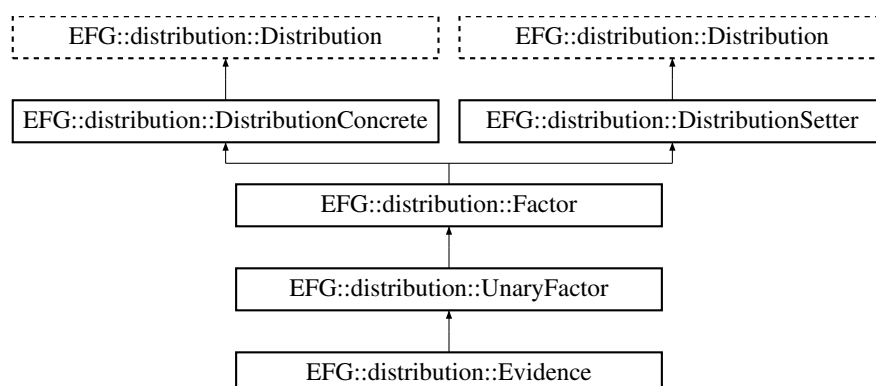 EFG::distribution::Distribution
EFG::distribution::Distribution
EFG::distribution::DistributionConcrete
EFG::distribution::DistributionSetter
EFG::distribution::Factor
EFG::distribution::UnaryFactor
EFG::distribution::Evidence